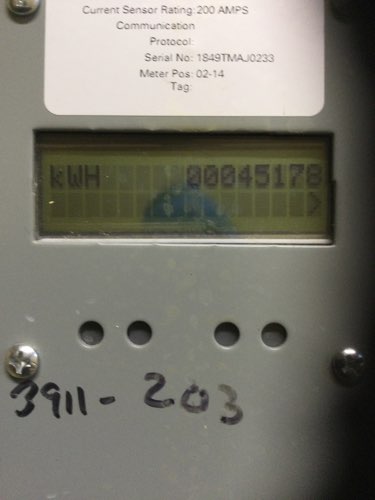 Current Sensor Rating: 200 AMPS
Communication
Protocol:
Serial No: 1849TMAJ0233
Meter Pos: 02-14
Tag:
kWH 00045178
>
3911-203